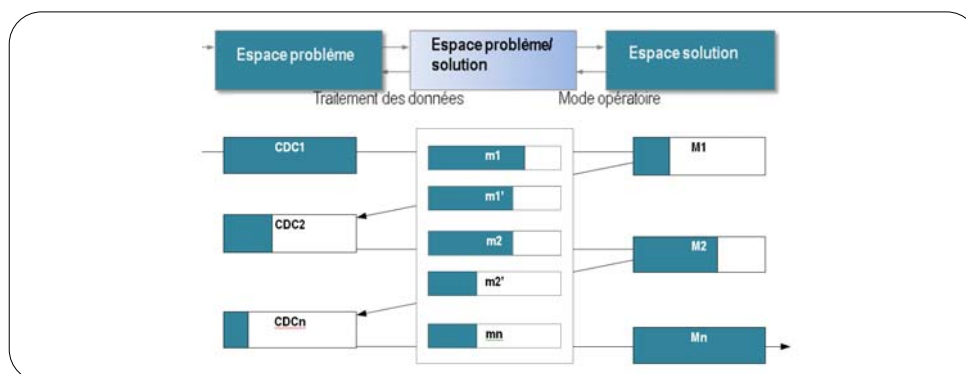 Espace problème
Espace problème/
solution
Espace solution
Traitement des données
Mode opératoire
CDC1
m1
M1
m1'
CDC2
m2
M2
m2'
CDCn
mn
Mn